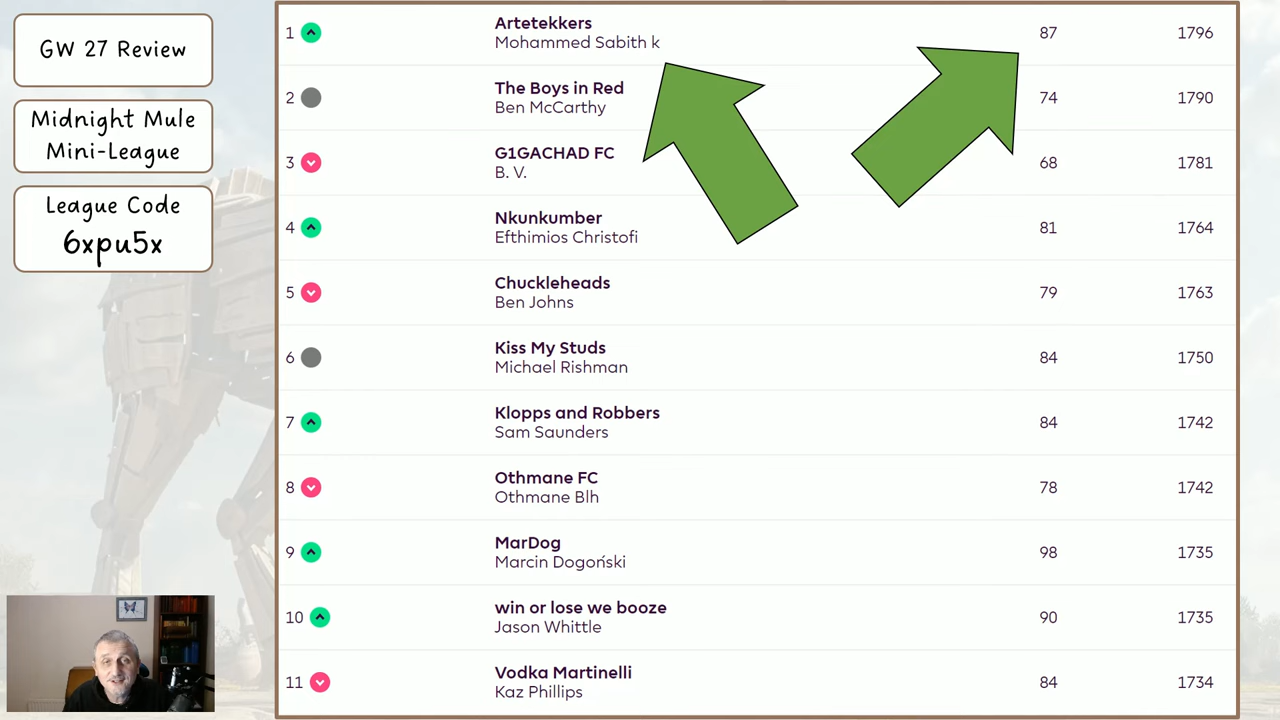 GW 27 Review
Midnight Mule
Mini-League
League Code
6xpu5x
1 Artetekkers 87 1796
Mohammed Sabith k
2 The Boys in Red 74 1790
Ben McCarthy
3 G1GACHAD FC 68 1781
B. V.
4 Nkunkumber 81 1764
Efthimios Christofi
5 Chuckleheads 79 1763
Ben Johns
6 Kiss My Studs 84 1750
Michael Rishman
7 Klopps and Robbers 84 1742
Sam Saunders
8 Othmane FC 78 1742
Othmane Blh
9 MarDog 98 1735
Marcin Dogoński
10 win or lose we booze 90 1735
Jason Whittle
11 Vodka Martinelli 84 1734
Kaz Phillips